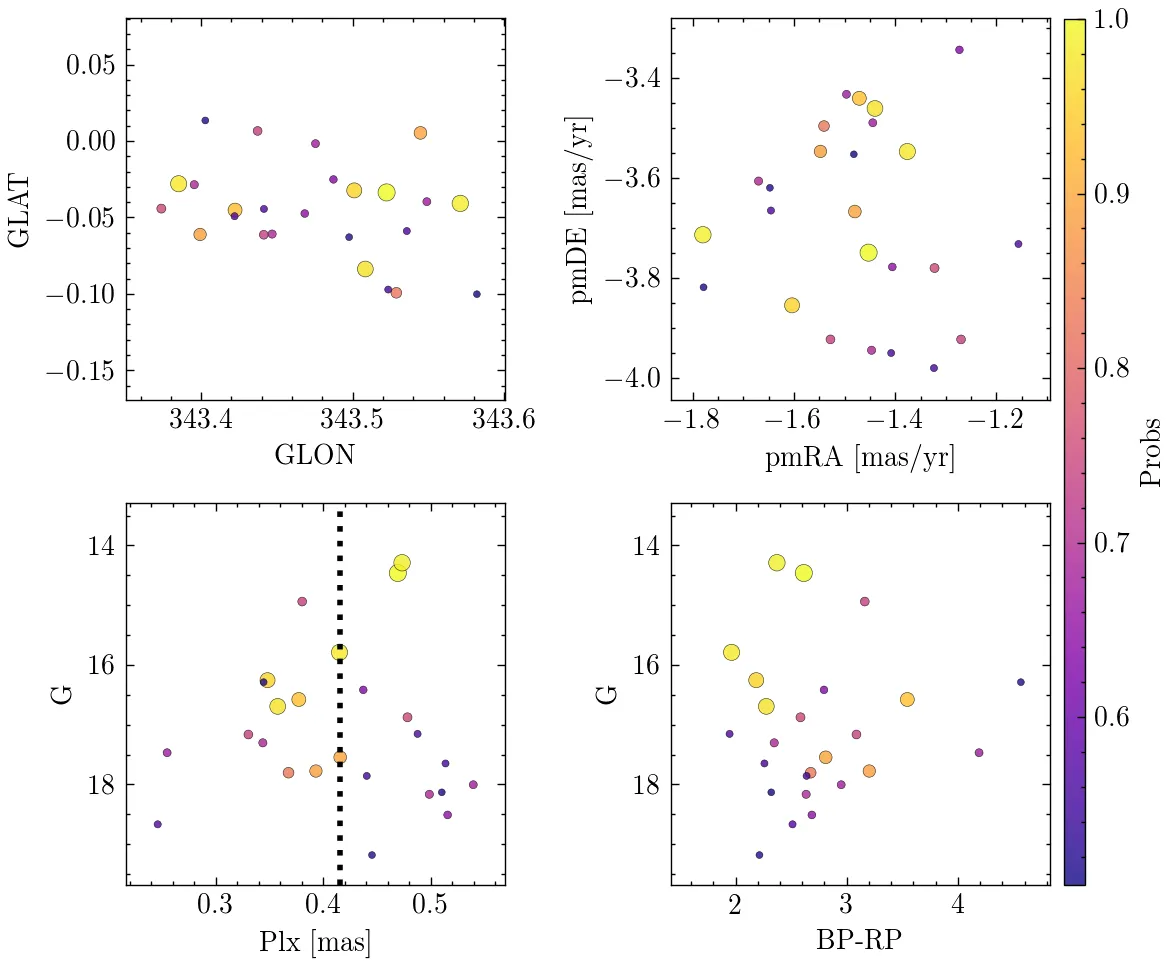 0.05
0.00
−0.05
−0.10
−0.15
GLAT
343.4 343.5 343.6
GLON
−3.4
−3.6
−3.8
−4.0
pmDE [mas/yr]
−1.8 −1.6 −1.4 −1.2
pmRA [mas/yr]
14
16
18
G
0.3 0.4 0.5
Plx [mas]
14
16
18
G
2 3 4
BP-RP
1.0
0.9
0.8
0.7
0.6
Probs